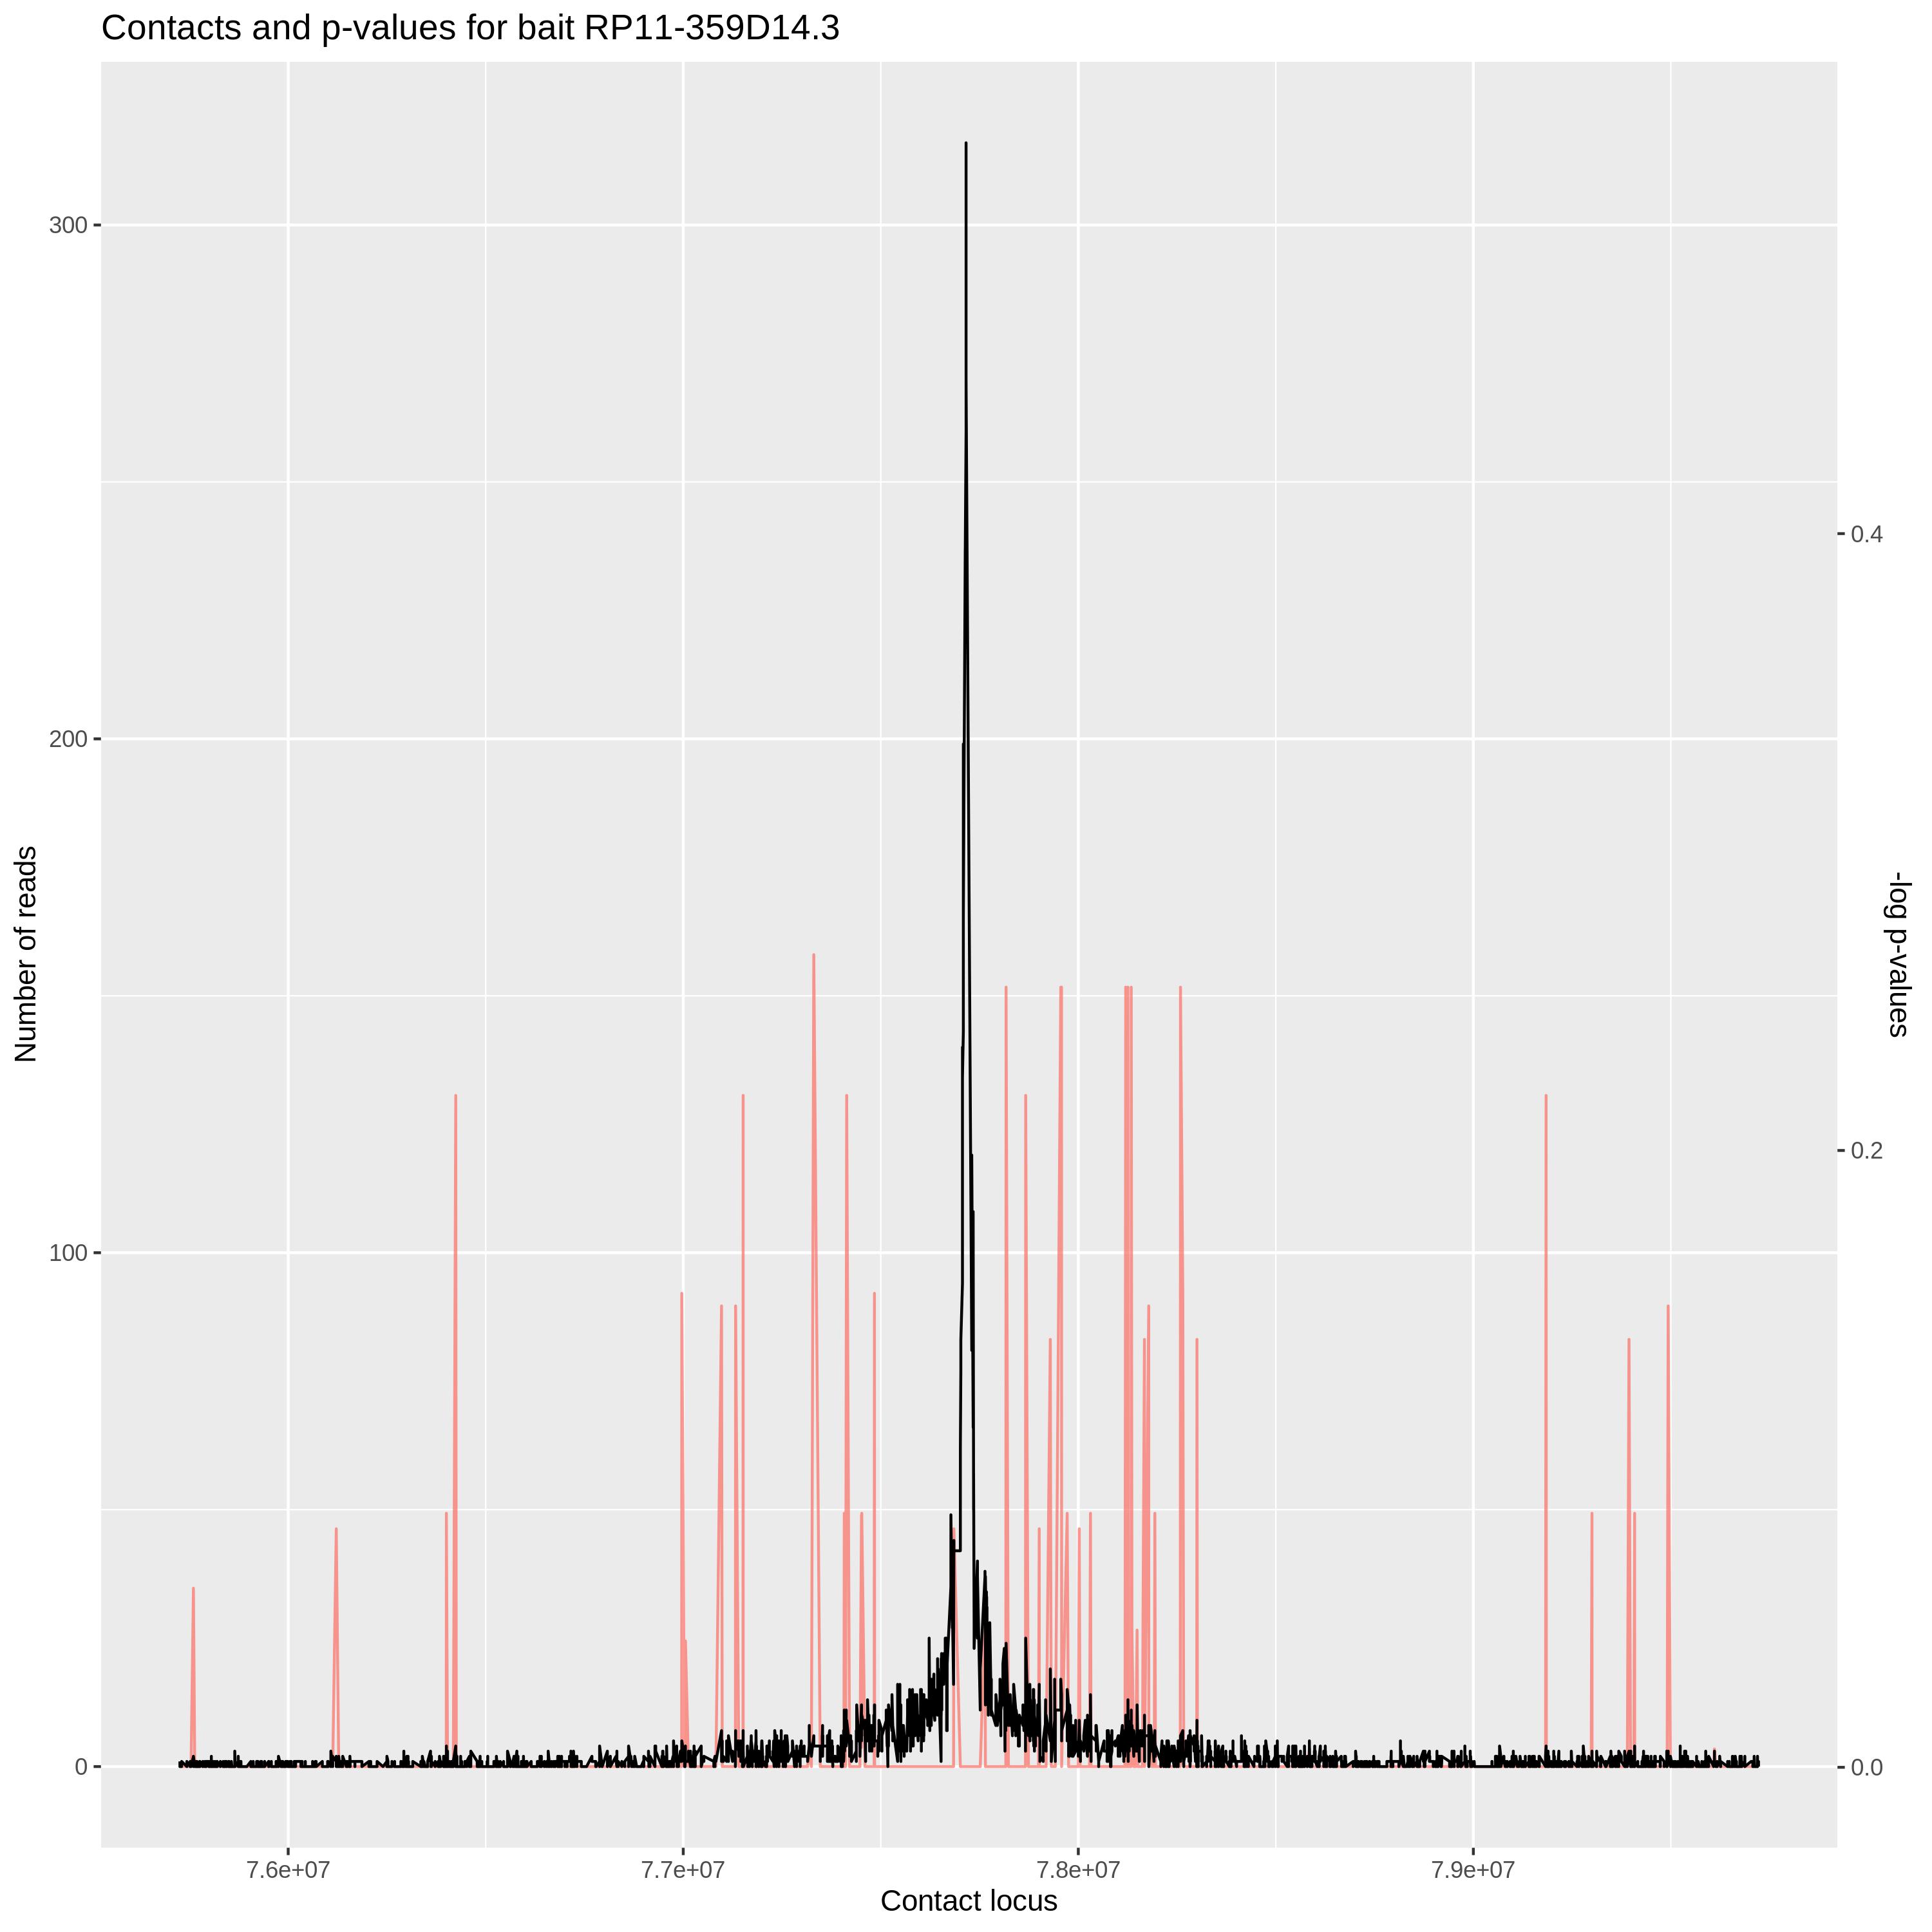 Contacts and p-values for bait RP11-359D14.3
300
200
100
0
Number of reads
0.4
0.2
0.0
-log p-values
7.6e+07
7.7e+07
7.8e+07
7.9e+07
Contact locus